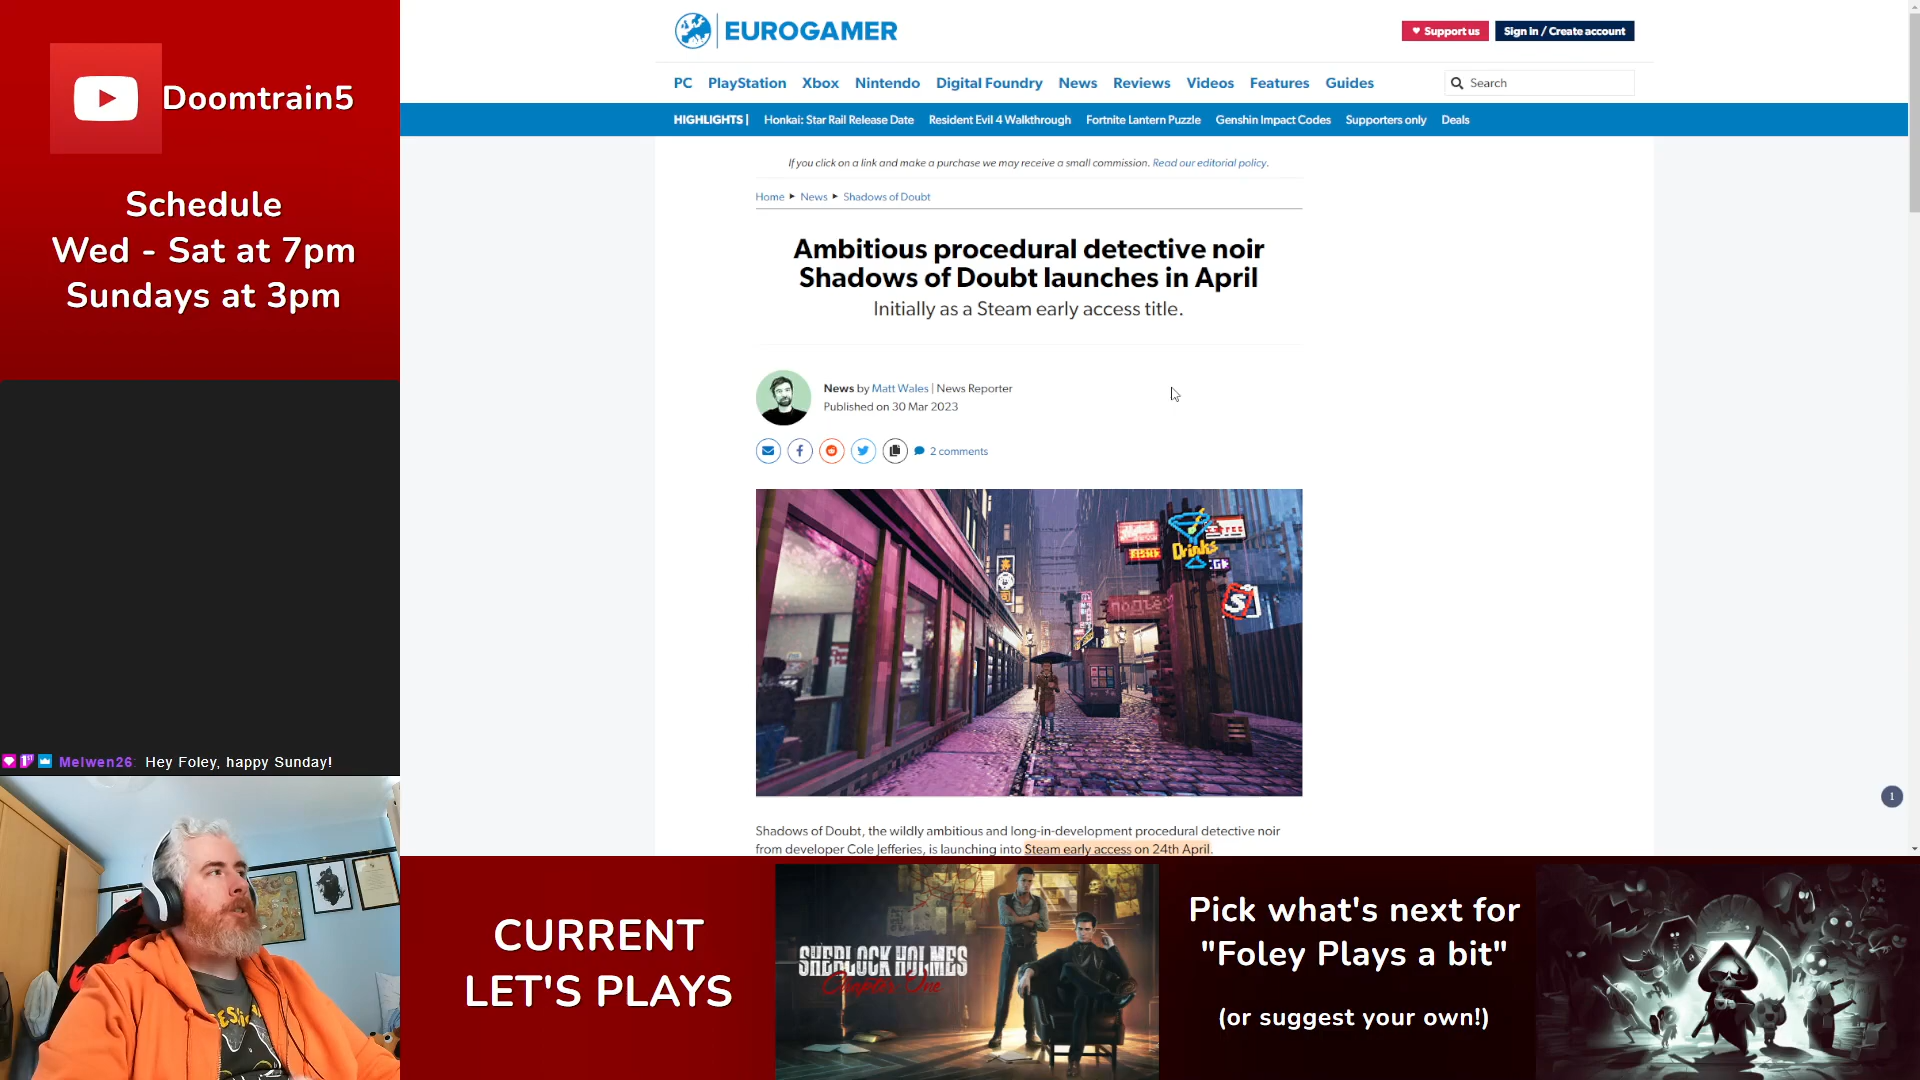 Doomtrain5
Schedule
Wed - Sat at 7pm
Sundays at 3pm
Melwen26: Hey Foley, happy Sunday!
EUROGAMER
Support us
Sign in / Create account
PC PlayStation Xbox Nintendo Digital Foundry News Reviews Videos Features Guides
Search
HIGHLIGHTS | Honkai: Star Rail Release Date Resident Evil 4 Walkthrough Fortnite Lantern Puzzle Genshin Impact Codes Supporters only Deals
If you click on a link and make a purchase we may receive a small commission. Read our editorial policy.
Home ► News ► Shadows of Doubt
Ambitious procedural detective noir
Shadows of Doubt launches in April
Initially as a Steam early access title.
News by Matt Wales | News Reporter
Published on 30 Mar 2023
2 comments
Drinks
S
Shadows of Doubt, the wildly ambitious and long-in-development procedural detective noir
from developer Cole Jefferies, is launching into Steam early access on 24th April.
1
CURRENT
LET'S PLAYS
SHERLOCK HOLMES
Chapter One
Pick what's next for
"Foley Plays a bit"
(or suggest your own!)